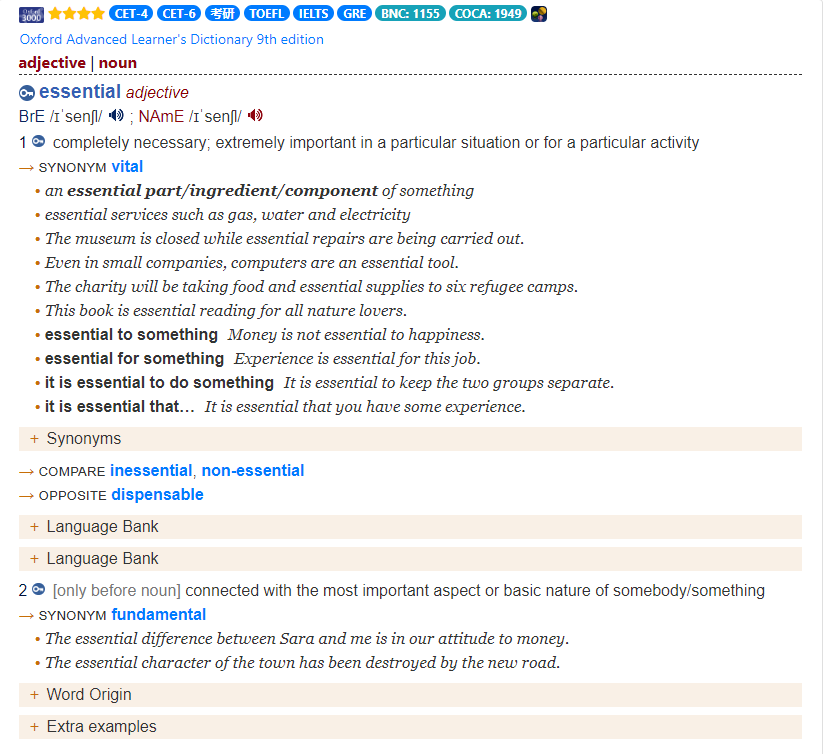 Oxford 3000 CET-4 CET-6 考研 TOEFL IELTS GRE BNC: 1155 COCA: 1949
Oxford Advanced Learner's Dictionary 9th edition
adjective | noun
essential adjective
BrE /ɪˈsenʃl/ ; NAmE /ɪˈsenʃl/
1 completely necessary; extremely important in a particular situation or for a particular activity
→ SYNONYM vital
• an essential part/ingredient/component of something
• essential services such as gas, water and electricity
• The museum is closed while essential repairs are being carried out.
• Even in small companies, computers are an essential tool.
• The charity will be taking food and essential supplies to six refugee camps.
• This book is essential reading for all nature lovers.
• essential to something Money is not essential to happiness.
• essential for something Experience is essential for this job.
• it is essential to do something It is essential to keep the two groups separate.
• it is essential that… It is essential that you have some experience.
+ Synonyms
→ COMPARE inessential, non-essential
→ OPPOSITE dispensable
+ Language Bank
+ Language Bank
2 [only before noun] connected with the most important aspect or basic nature of somebody/something
→ SYNONYM fundamental
• The essential difference between Sara and me is in our attitude to money.
• The essential character of the town has been destroyed by the new road.
+ Word Origin
+ Extra examples